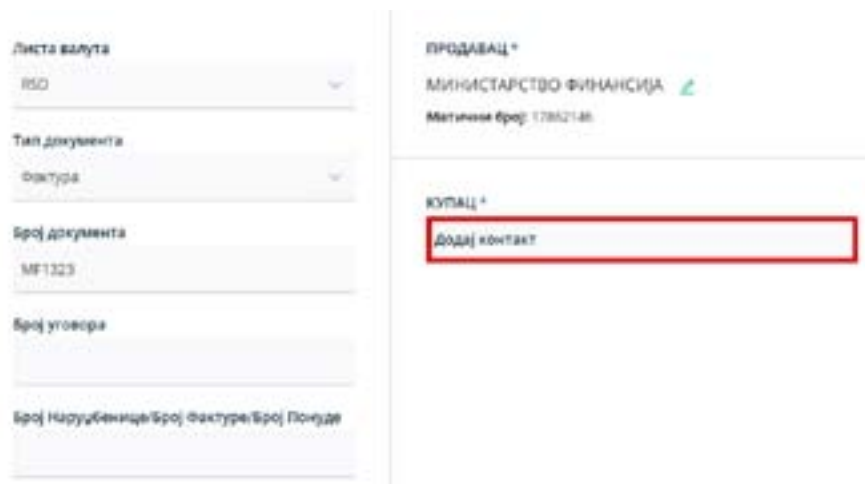 Листа валута
RSD
Тип документа
Фактура
Број документа
MF1323
Број уговора
Број Наруџбенице/Број Фактуре/Број Понуде
ПРОДАВАЦ *
МИНИСТАРСТВО ФИНАНСИЈА
Матични број: 17862146
КУПАЦ *
Додај контакт